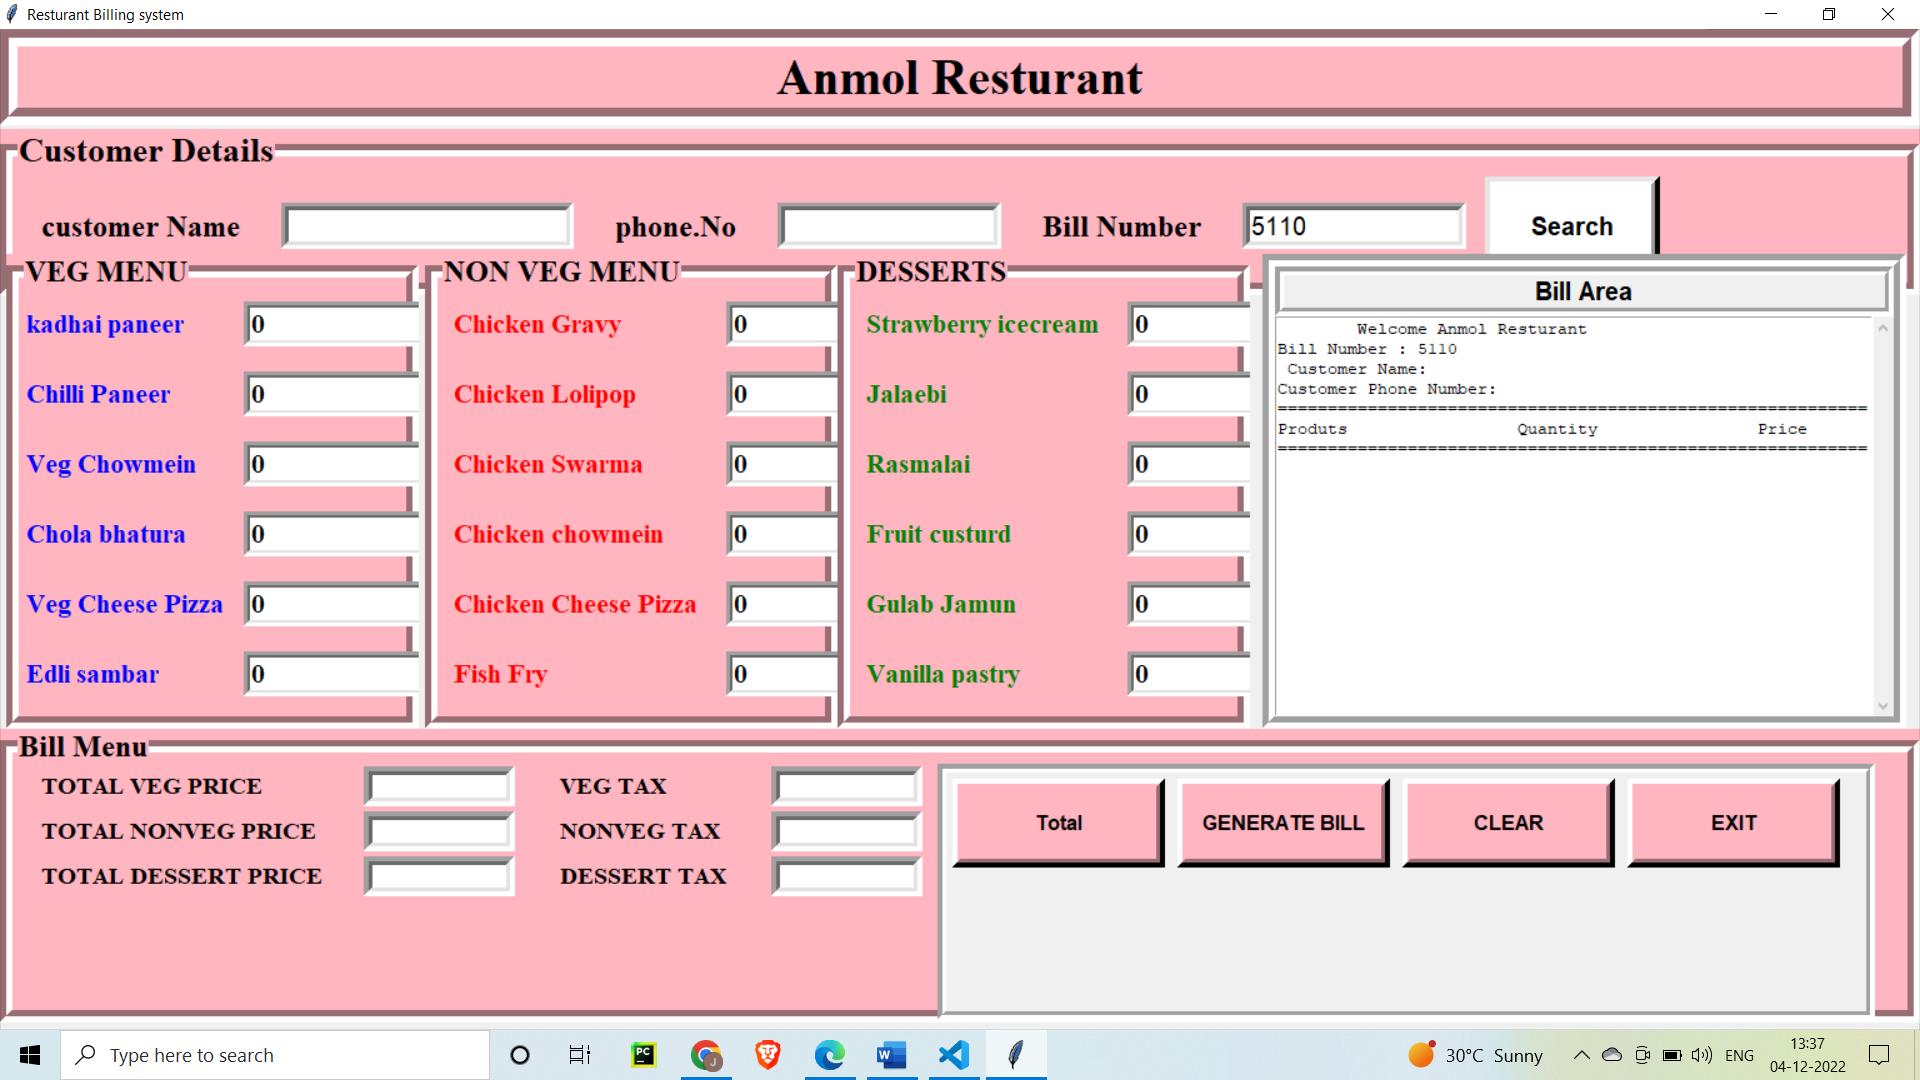 Resturant Billing system
Anmol Resturant
Customer Details
customer Name phone.No Bill Number 5110 Search
VEG MENU
kadhai paneer 0
Chilli Paneer 0
Veg Chowmein 0
Chola bhatura 0
Veg Cheese Pizza 0
Edli sambar 0
NON VEG MENU
Chicken Gravy 0
Chicken Lolipop 0
Chicken Swarma 0
Chicken chowmein 0
Chicken Cheese Pizza 0
Fish Fry 0
DESSERTS
Strawberry icecream 0
Jalaebi 0
Rasmalai 0
Fruit custurd 0
Gulab Jamun 0
Vanilla pastry 0
Bill Area
Welcome Anmol Resturant
Bill Number : 5110
Customer Name:
Customer Phone Number:
===========================================================
Produts Quantity Price
===========================================================
Bill Menu
TOTAL VEG PRICE VEG TAX
TOTAL NONVEG PRICE NONVEG TAX
TOTAL DESSERT PRICE DESSERT TAX
Total GENERATE BILL CLEAR EXIT
Type here to search
PC
J
W
30°C Sunny
ENG
13:37
04-12-2022